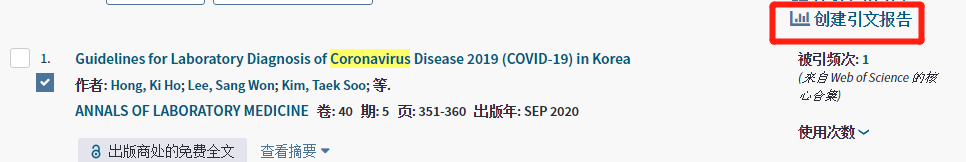 创建引文报告
1. Guidelines for Laboratory Diagnosis of Coronavirus Disease 2019 (COVID-19) in Korea
作者: Hong, Ki Ho; Lee, Sang Won; Kim, Taek Soo; 等.
ANNALS OF LABORATORY MEDICINE 卷: 40 期: 5 页: 351-360 出版年: SEP 2020
出版商处的免费全文 查看摘要
被引频次: 1
(来自 Web of Science 的核
心合集)
使用次数